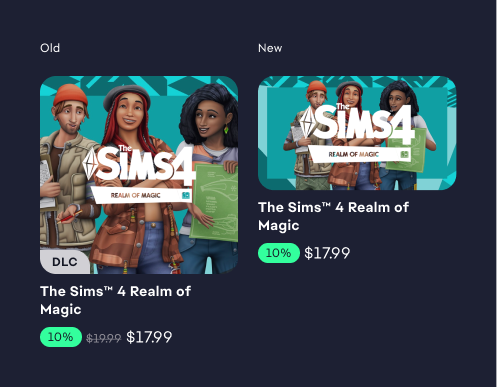 Old
New
The
SIMS4
REALM OF MAGIC
DLC
The Sims™ 4 Realm of
Magic
10% $19.99 $17.99
The
SIMS4
REALM OF MAGIC
The Sims™ 4 Realm of
Magic
10% $17.99